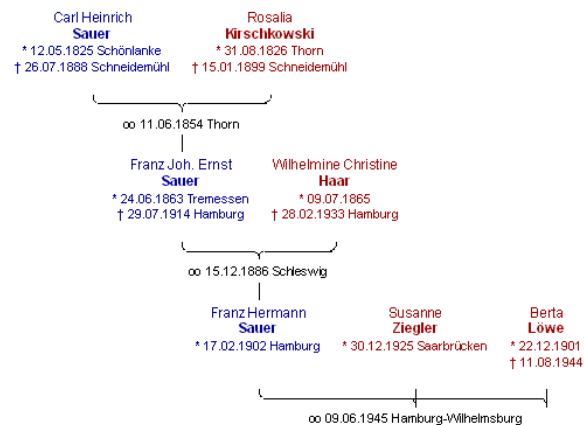 Carl Heinrich
Sauer
* 12.05.1825 Schönlanke
† 26.07.1888 Schneidemühl
Rosalia
Kirschkowski
* 31.08.1826 Thorn
† 15.01.1899 Schneidemühl
oo 11.06.1854 Thorn
Franz Joh. Ernst
Sauer
* 24.06.1863 Tremessen
† 29.07.1914 Hamburg
Wilhelmine Christine
Haar
* 09.07.1865
† 28.02.1933 Hamburg
oo 15.12.1886 Schleswig
Franz Hermann
Sauer
* 17.02.1902 Hamburg
Susanne
Ziegler
* 30.12.1925 Saarbrücken
Berta
Löwe
* 22.12.1901
† 11.08.1944
oo 09.06.1945 Hamburg-Wilhelmsburg